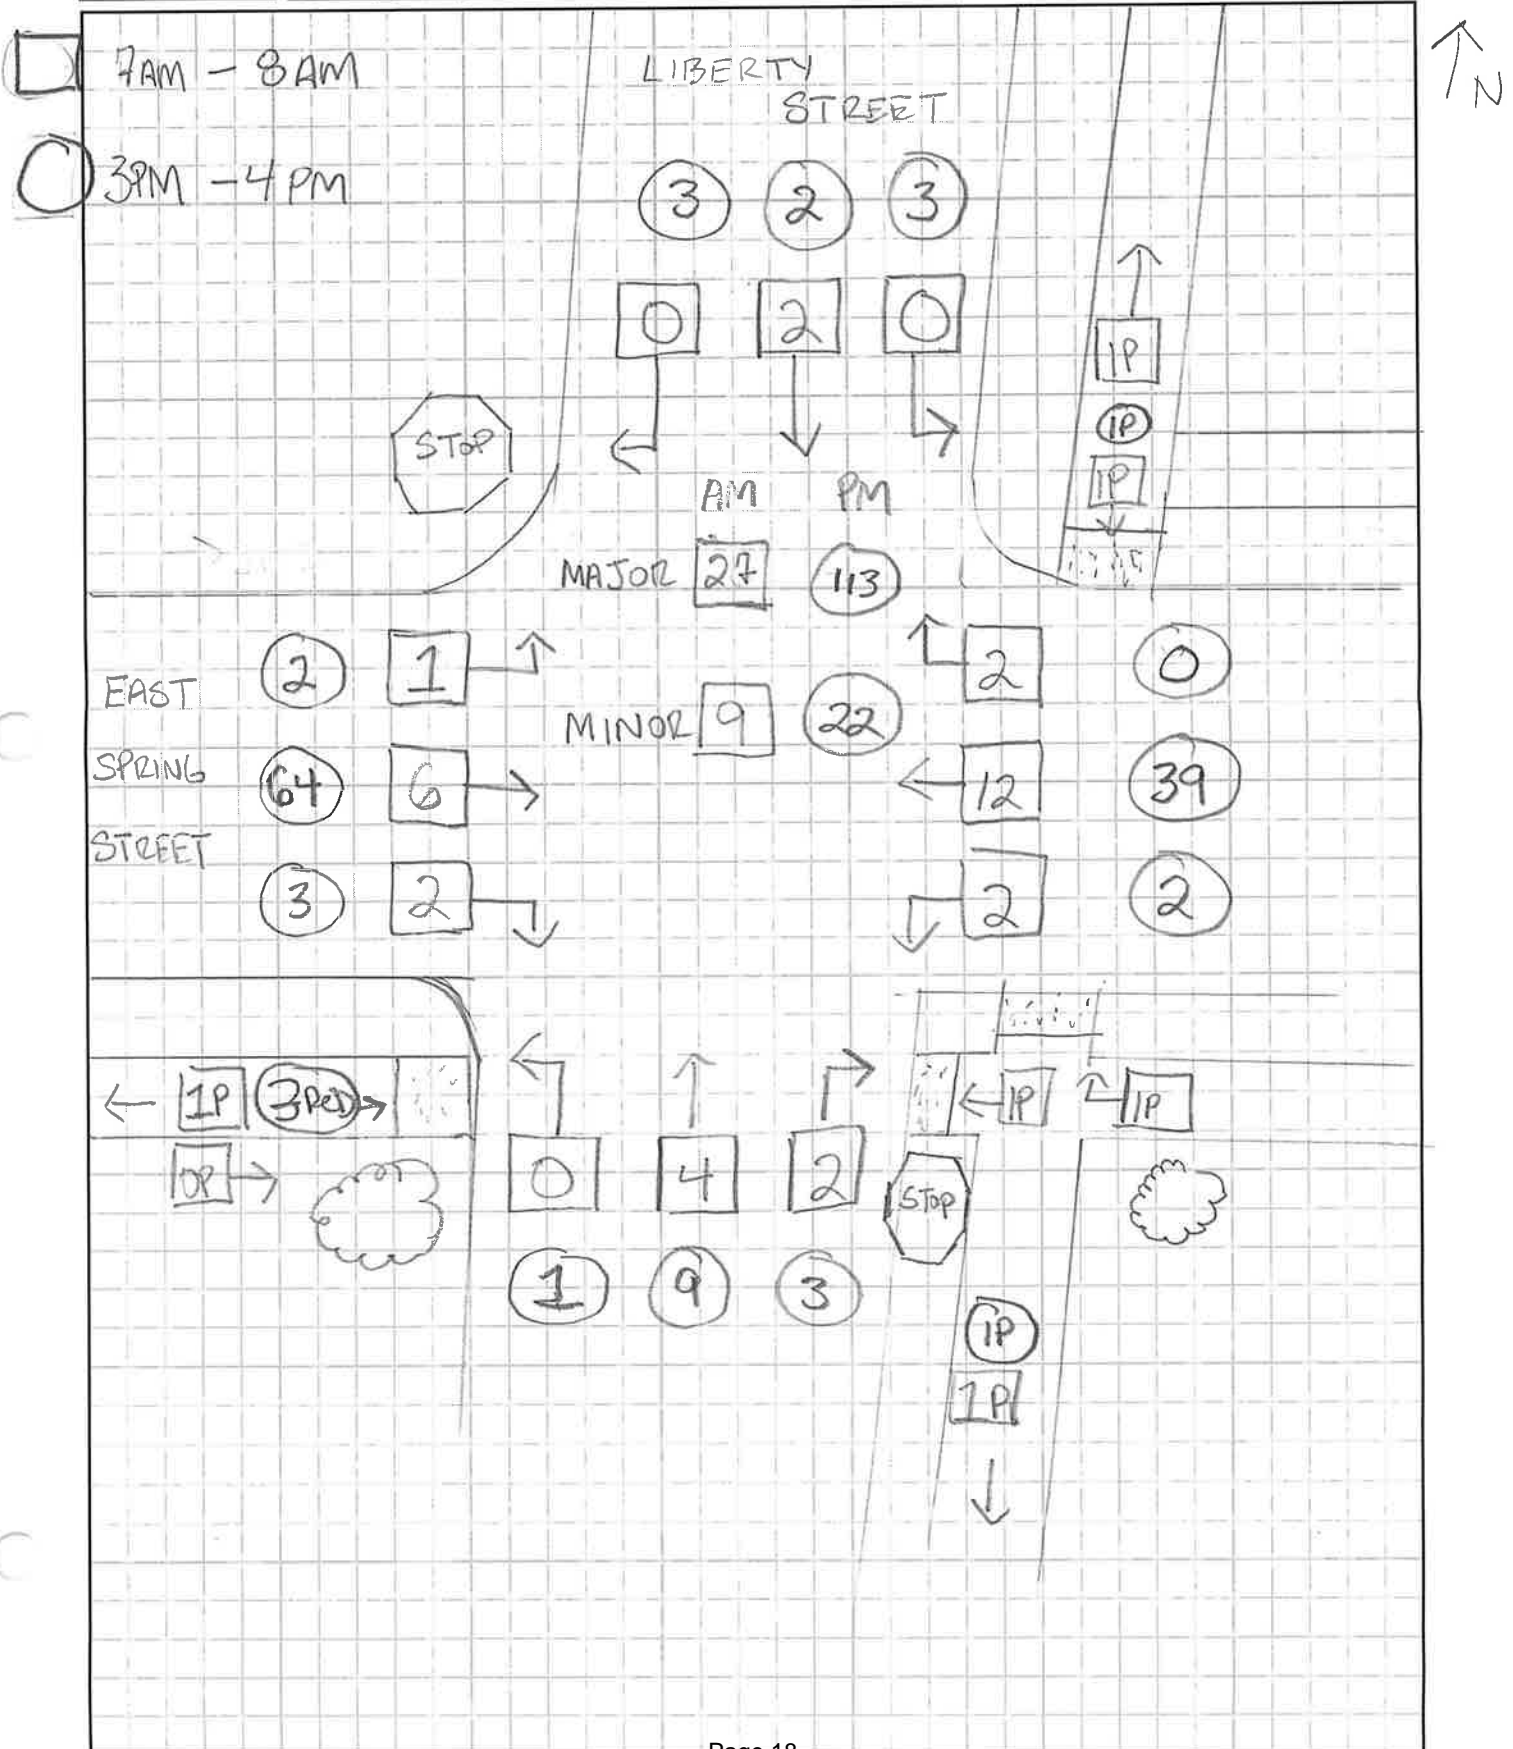 7AM - 8AM
LIBERTY
STREET
N
3PM - 4PM
3 2 3
0 2 0
1P
1P
1P
STOP
AM PM
MAJOR 27 113
2 1
2 0
EAST
MINOR 9 22
SPRING
64 6
12 39
STREET
3 2
2 2
1P 3PED
1P 1P
0P
0 4 2
STOP
1 9 3
1P
1P
Page 18